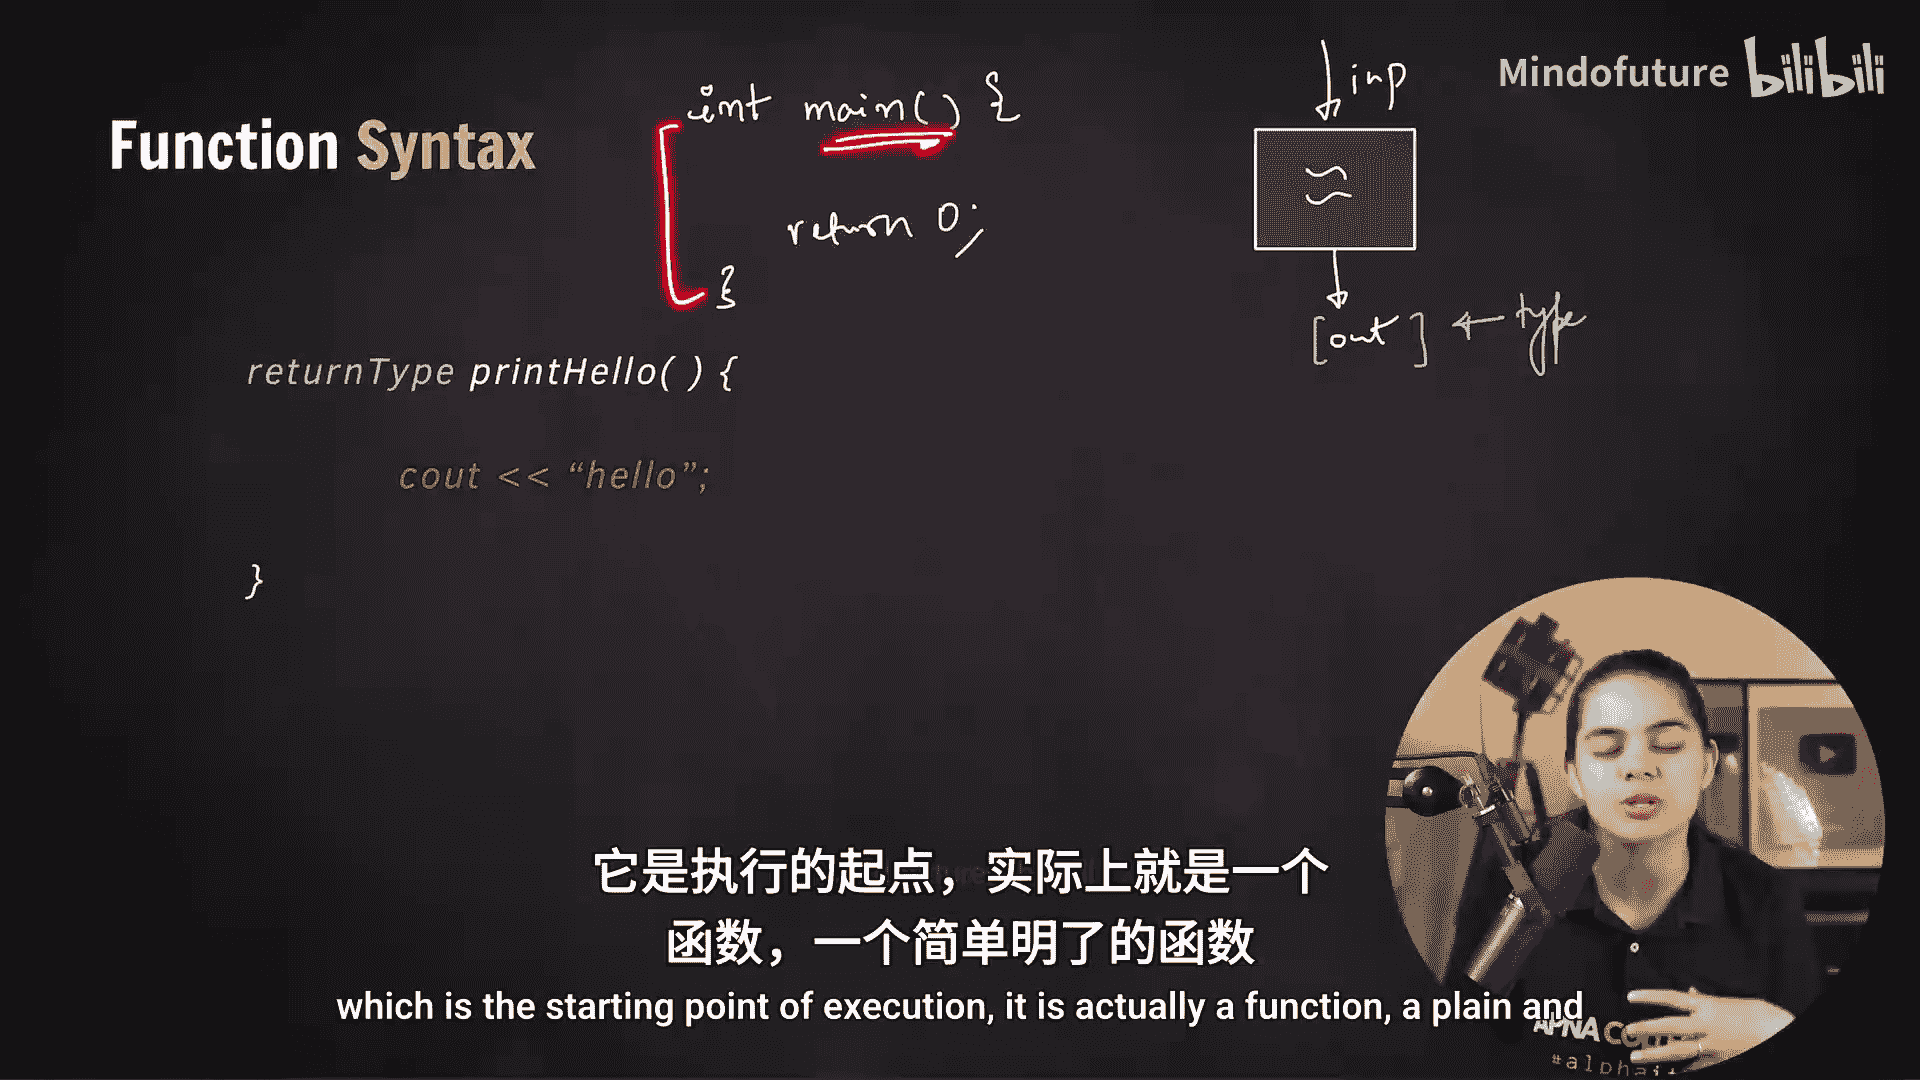 Mindofuture bilibili
Function Syntax
int main() {
return 0;
}
inp
[out] ← type
returnType printHello( ) {
cout << “hello”;
}
它是执行的起点，实际上就是一个
函数，一个简单明了的函数
which is the starting point of execution, it is actually a function, a plain and
APNA